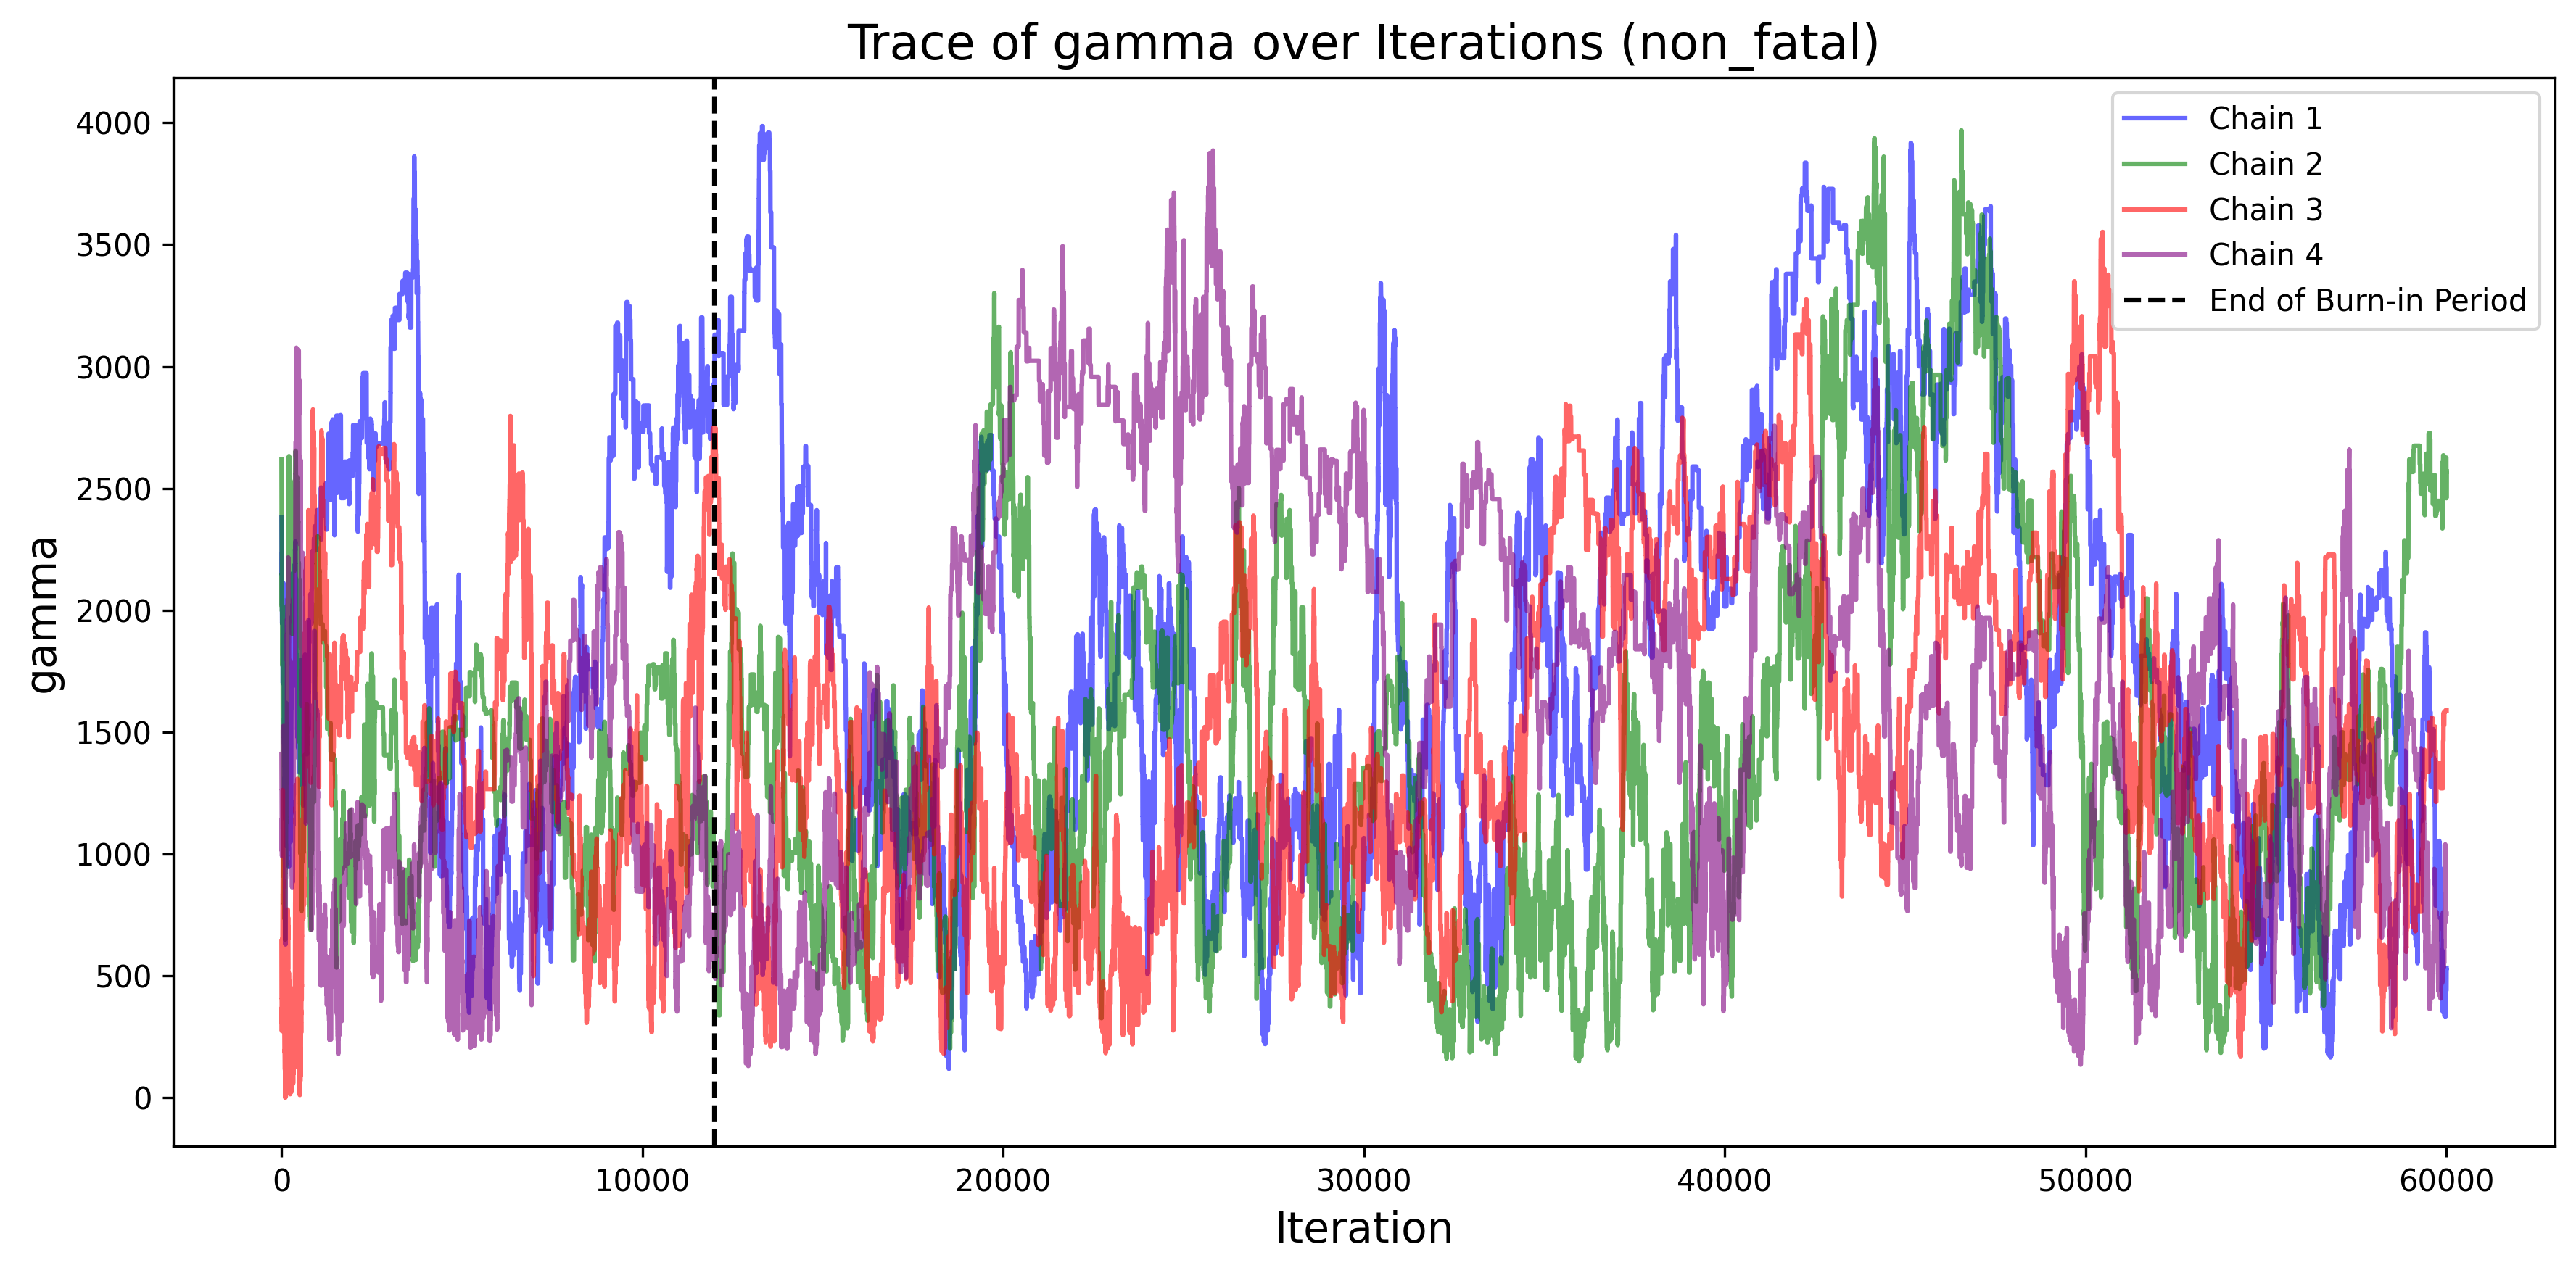 Trace of gamma over Iterations (non_fatal)
4000
3500
3000
2500
2000
1500
1000
500
0
gamma
Chain 1
Chain 2
Chain 3
Chain 4
End of Burn-in Period
0 10000 20000 30000 40000 50000 60000
Iteration